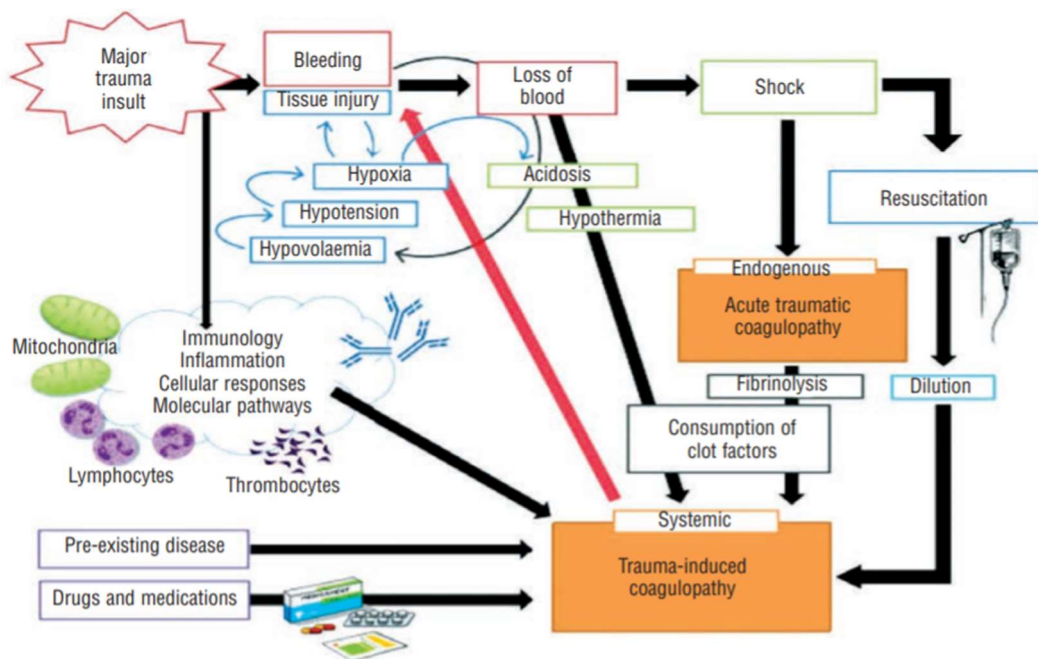 Major
trauma
insult
Bleeding
Tissue injury
Loss of
blood
Shock
Hypoxia
Acidosis
Resuscitation
Hypotension
Hypothermia
Hypovolaemia
Endogenous
Acute traumatic
coagulopathy
Mitochondria
Immunology
Inflammation
Cellular responses
Molecular pathways
Fibrinolysis
Dilution
Consumption of
clot factors
Lymphocytes
Thrombocytes
Systemic
Pre-existing disease
Trauma-induced
coagulopathy
Drugs and medications